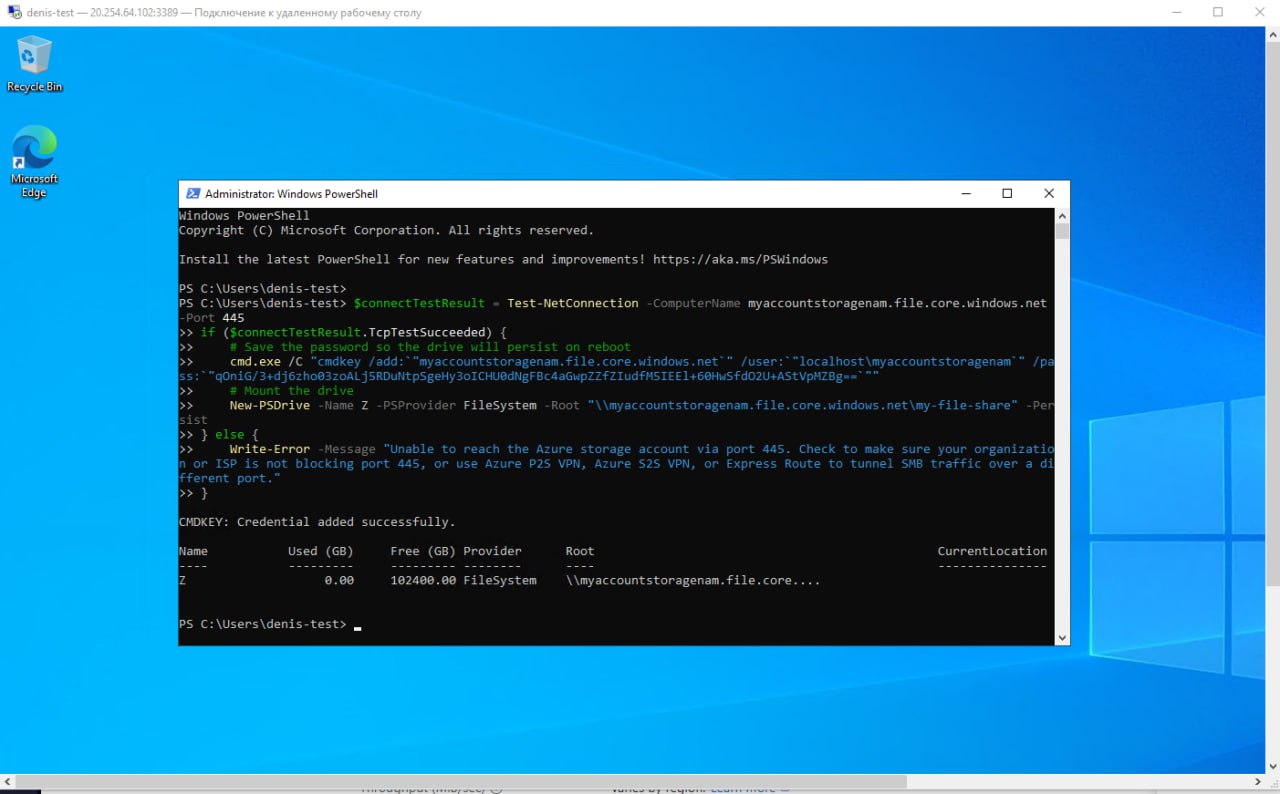 denis-test — 20.254.64.102:3389 — Подключение к удаленному рабочему столу
Recycle Bin
Microsoft
Edge
Administrator: Windows PowerShell
Windows PowerShell
Copyright (C) Microsoft Corporation. All rights reserved.
Install the latest PowerShell for new features and improvements! https://aka.ms/PSWindows
PS C:\Users\denis-test>
PS C:\Users\denis-test> $connectTestResult = Test-NetConnection -ComputerName myaccountstoragenam.file.core.windows.net
-Port 445
>> if ($connectTestResult.TcpTestSucceeded) {
>>     # Save the password so the drive will persist on reboot
>>     cmd.exe /C "cmdkey /add:`"myaccountstoragenam.file.core.windows.net`" /user:`"localhost\myaccountstoragenam`" /pa
ss:`"qOniG/3+dj6zho03zoALj5RDuNtpSgeHy3oICHU0dNgFBc4aGwpZZfZIudfM5IEEl+60HwSfdO2U+AStVpMZBg==`""
>>     # Mount the drive
>>     New-PSDrive -Name Z -PSProvider FileSystem -Root "\\myaccountstoragenam.file.core.windows.net\my-file-share" -Per
sist
>> } else {
>>     Write-Error -Message "Unable to reach the Azure storage account via port 445. Check to make sure your organizatio
n or ISP is not blocking port 445, or use Azure P2S VPN, Azure S2S VPN, or Express Route to tunnel SMB traffic over a di
fferent port."
>> }
CMDKEY: Credential added successfully.
Name Used (GB) Free (GB) Provider Root CurrentLocation
---- --------- --------- -------- ---- ---------------
Z 0.00 102400.00 FileSystem \\myaccountstoragenam.file.core....
PS C:\Users\denis-test>
Throughput (MiB/sec) varies by region. Learn more